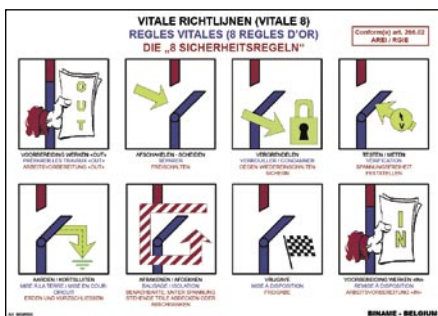 VITALE RICHTLIJNEN (VITALE 8)
REGLES VITALES (8 REGLES D'OR)
DIE „8 SICHERHEITSREGELN"
Conform(e) art. 266.02
AREI / RGIE
OUT
VOORBEREIDING WERKEN «OUT»
PRÉPARER LES TRAVAUX «OUT»
ARBEITSVORBEREITUNG «OUT»
AFSCHAKELEN - SCHEIDEN
SÉPARER
FREISCHALTEN
VERGRENDELEN
VERROUILLER / CONDAMNER
GEGEN WIEDEREINSCHALTEN
SICHERN
TESTEN / METEN
VÉRIFICATION
SPANNUNGSFREIHEIT
FESTSTELLEN
V
IN
AARDEN / KORTSLUITEN
MISE À LA TERRE / MISE EN COUR-
CIRCUIT
ERDEN UND KURZSCHLIESSEN
AFBAKENEN / AFDEKKEN
BALISAGE / ISOLATION
BENACHBARTE, UNTER SPANNUNG
STEHENDE TEILE ABDECKEN ODER
ABSCHRANKEN
VRIJGAVE
MISE À DISPOSITION
FREIGABE
VOORBEREIDING WERKEN «IN»
REMISE À DISPOSITION
ARBEITSVORBEREITUNG «IN»
BINAME - BELGIUM